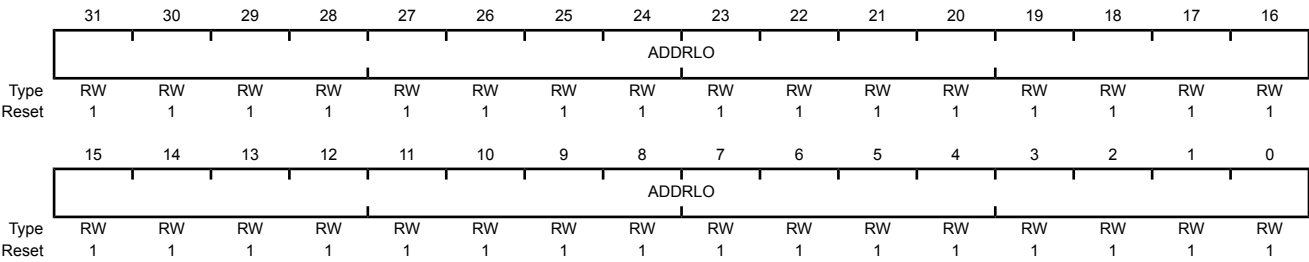 31 30 29 28 27 26 25 24 23 22 21 20 19 18 17 16
ADDRLO
Type RW RW RW RW RW RW RW RW RW RW RW RW RW RW RW RW
Reset 1 1 1 1 1 1 1 1 1 1 1 1 1 1 1 1
15 14 13 12 11 10 9 8 7 6 5 4 3 2 1 0
ADDRLO
Type RW RW RW RW RW RW RW RW RW RW RW RW RW RW RW RW
Reset 1 1 1 1 1 1 1 1 1 1 1 1 1 1 1 1